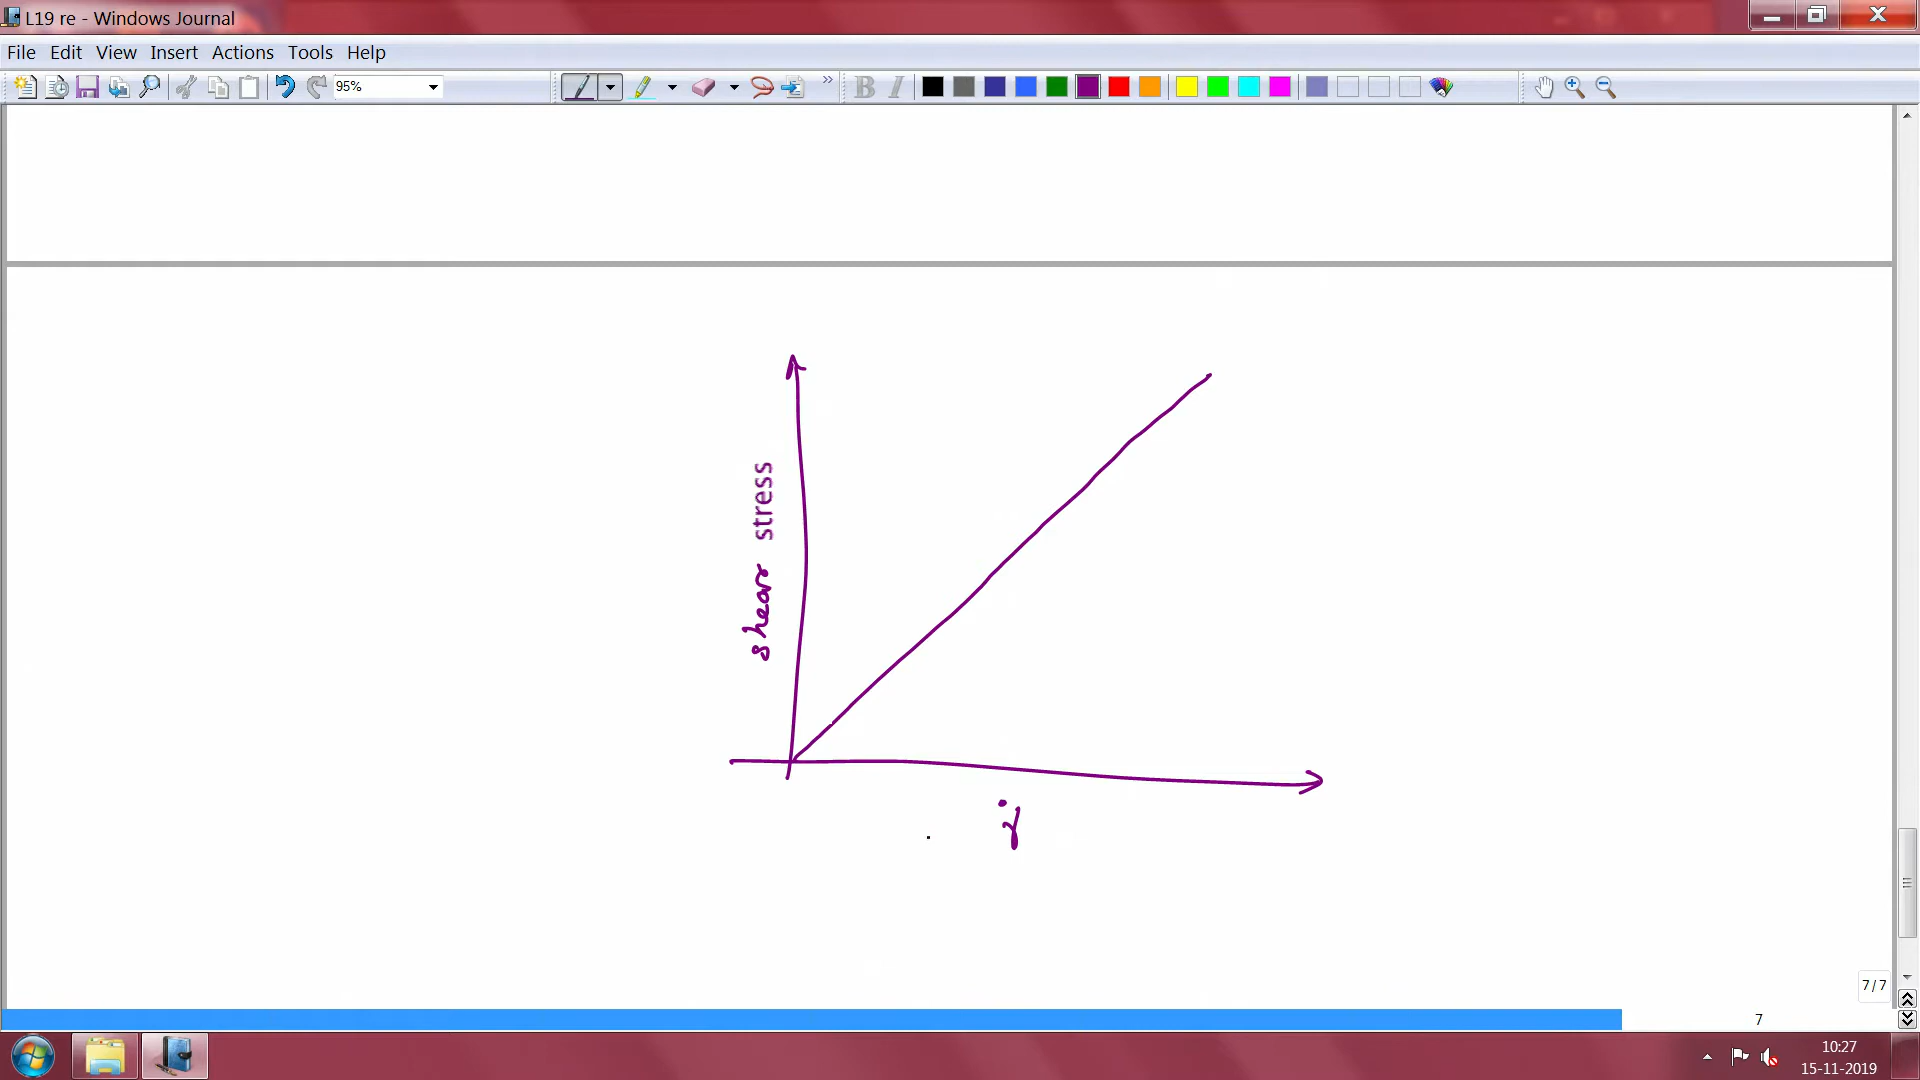 L19 re - Windows Journal
File Edit View Insert Actions Tools Help
95%
B I
shear stress
γ̇
7/7
7
10:27
15-11-2019